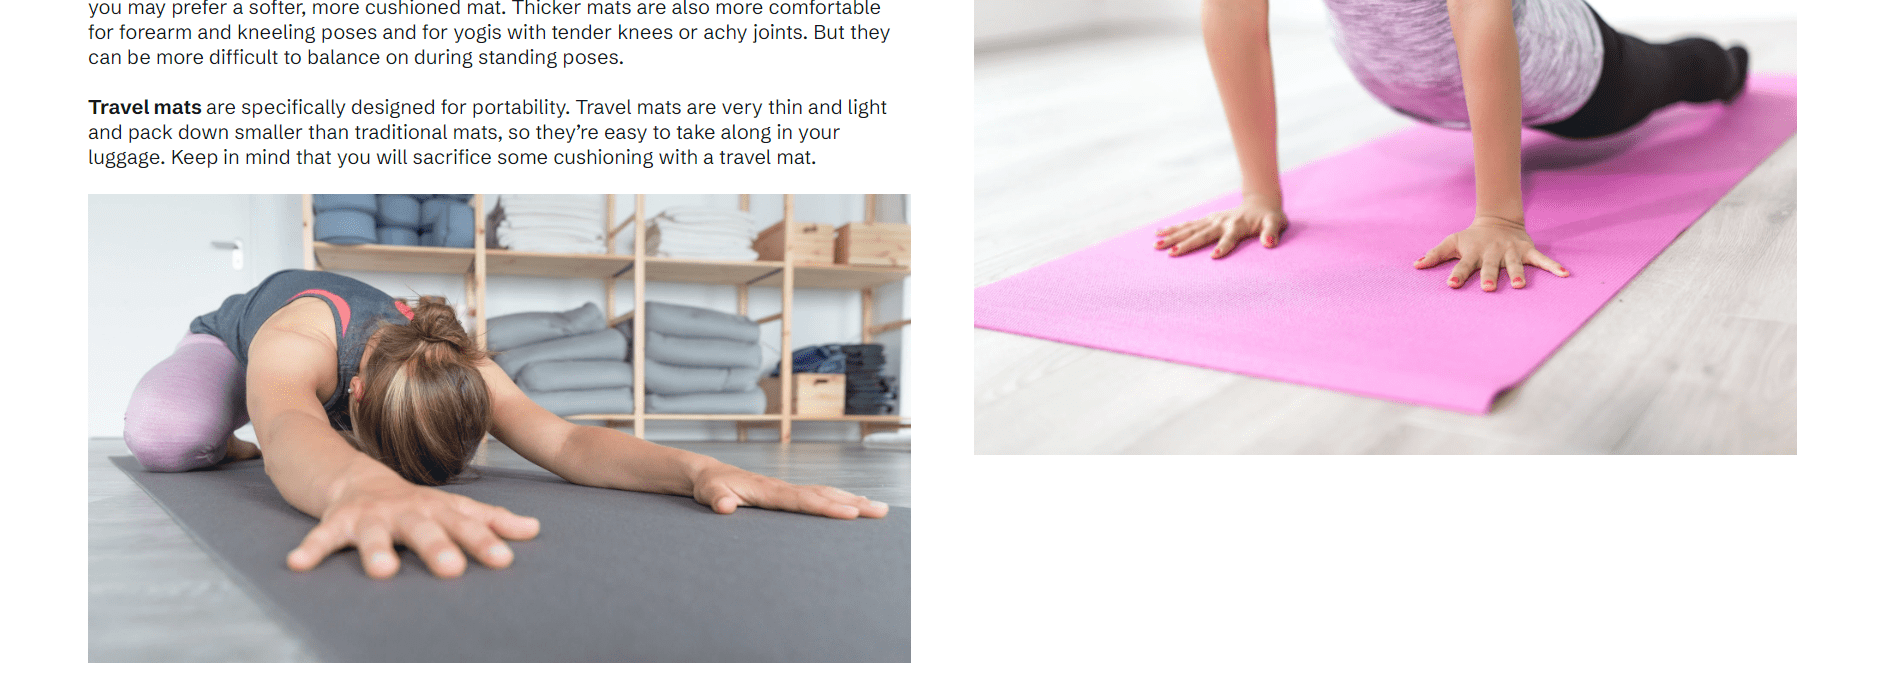 you may prefer a softer, more cushioned mat. Thicker mats are also more comfortable
for forearm and kneeling poses and for yogis with tender knees or achy joints. But they
can be more difficult to balance on during standing poses.
Travel mats are specifically designed for portability. Travel mats are very thin and light
and pack down smaller than traditional mats, so they’re easy to take along in your
luggage. Keep in mind that you will sacrifice some cushioning with a travel mat.